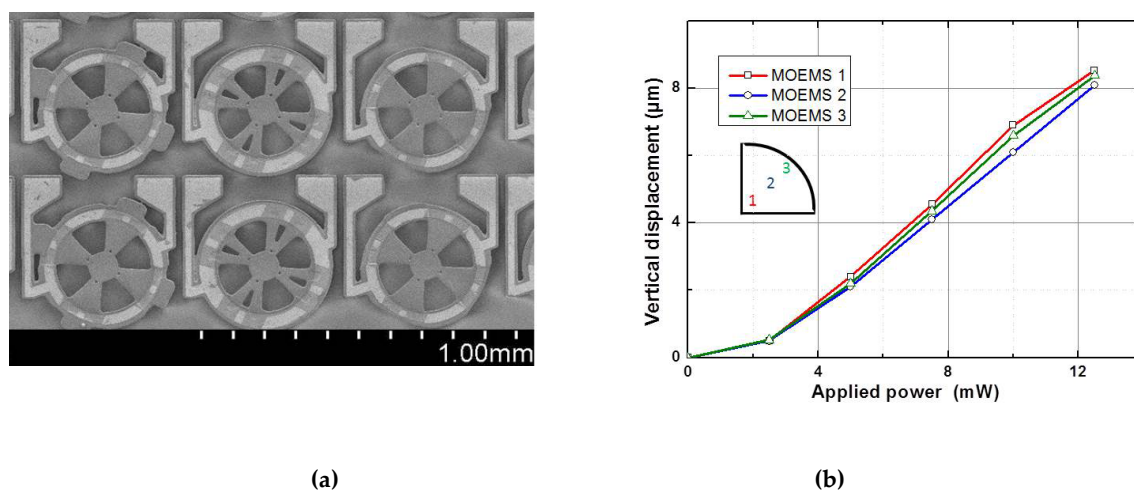 1.00mm
(a)
Vertical displacement (μm)
8
4
0
MOEMS 1
MOEMS 2
MOEMS 3
3
2
1
0
4
8
12
Applied power (mW)
(b)